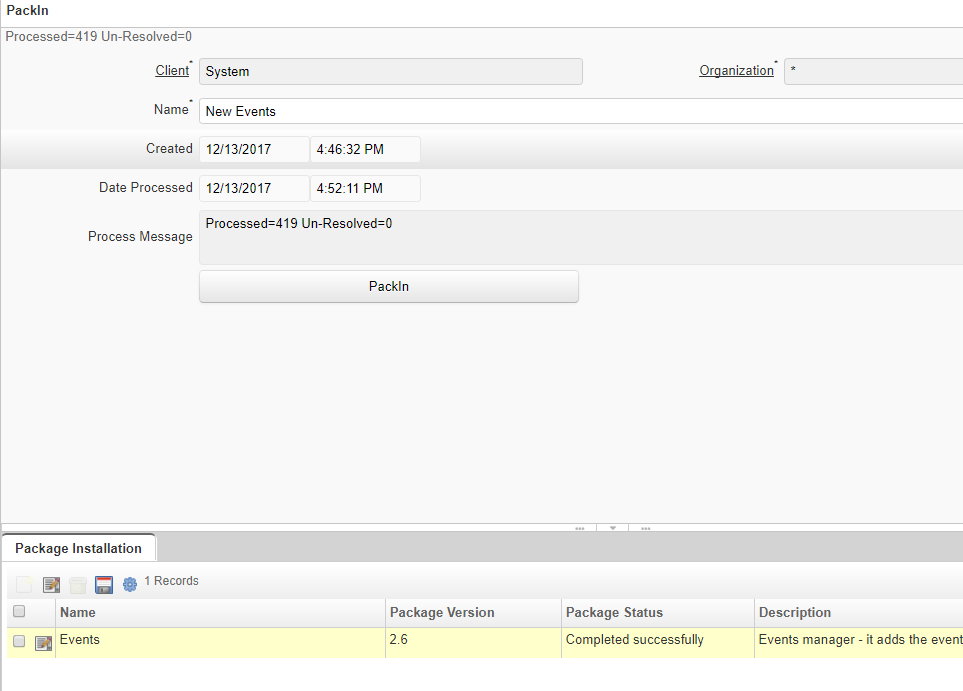 PackIn
Processed=419 Un-Resolved=0
Client* System Organization* *
Name* New Events
Created 12/13/2017 4:46:32 PM
Date Processed 12/13/2017 4:52:11 PM
Process Message Processed=419 Un-Resolved=0
PackIn
Package Installation
1 Records
Name Package Version Package Status Description
Events 2.6 Completed successfully Events manager - it adds the event